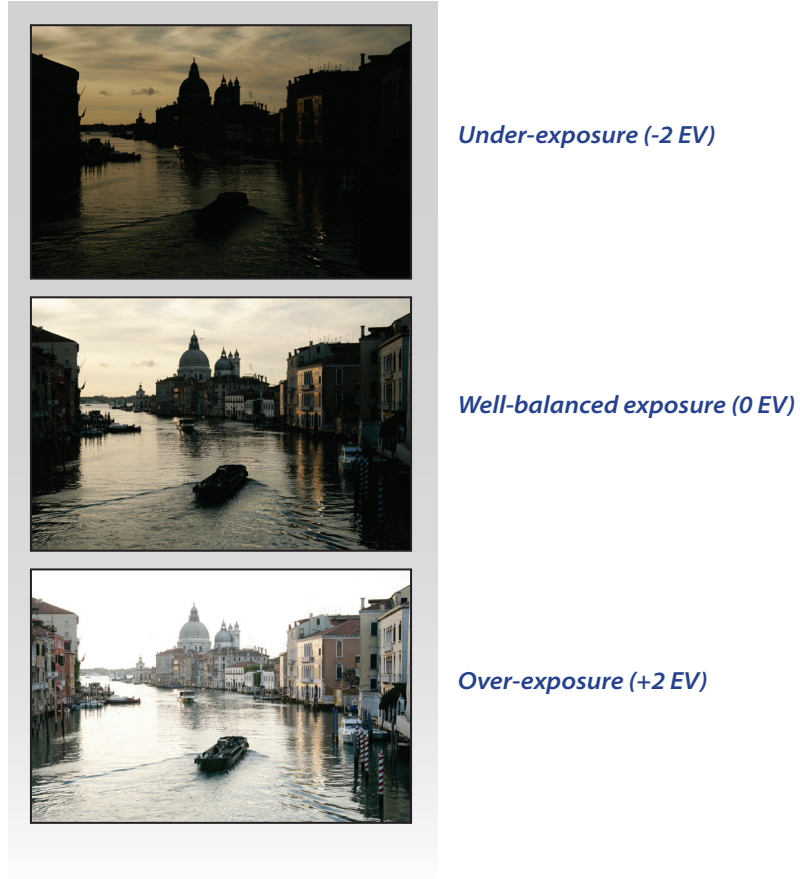 Under-exposure (-2 EV)
Well-balanced exposure (0 EV)
Over-exposure (+2 EV)